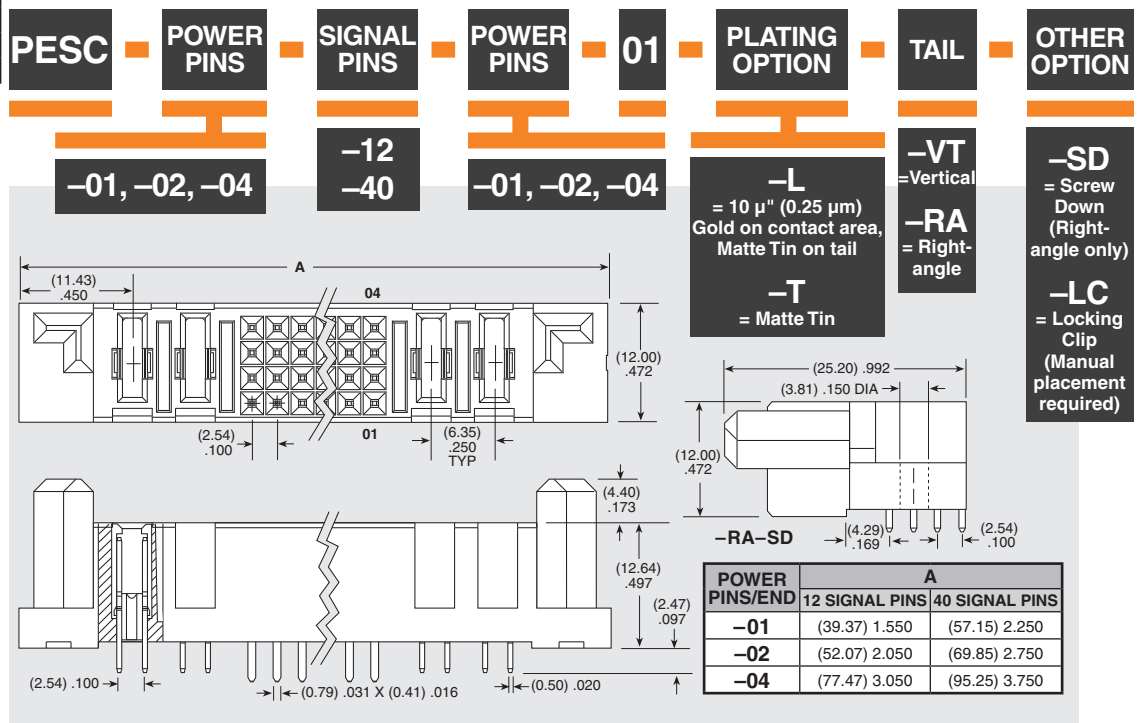 PESC
POWER
PINS
SIGNAL
PINS
POWER
PINS
01
PLATING
OPTION
TAIL
OTHER
OPTION
–01, –02, –04
–12
–40
–01, –02, –04
–L
= 10 µ" (0.25 µm)
Gold on contact area,
Matte Tin on tail
–T
= Matte Tin
–VT
=Vertical
–RA
= Right-
angle
–SD
= Screw
Down
(Right-
angle only)
–LC
= Locking
Clip
(Manual
placement
required)
A
(11.43)
.450
04
(12.00)
.472
(2.54)
.100
01
(6.35)
.250
TYP
(25.20) .992
(3.81) .150 DIA
(12.00)
.472
–RA–SD
(4.29)
.169
(2.54)
.100
(4.40)
.173
(12.64)
.497
(2.47)
.097
(2.54) .100
(0.79) .031 X (0.41) .016
(0.50) .020
POWER PINS/END A
12 SIGNAL PINS 40 SIGNAL PINS
–01 (39.37) 1.550 (57.15) 2.250
–02 (52.07) 2.050 (69.85) 2.750
–04 (77.47) 3.050 (95.25) 3.750